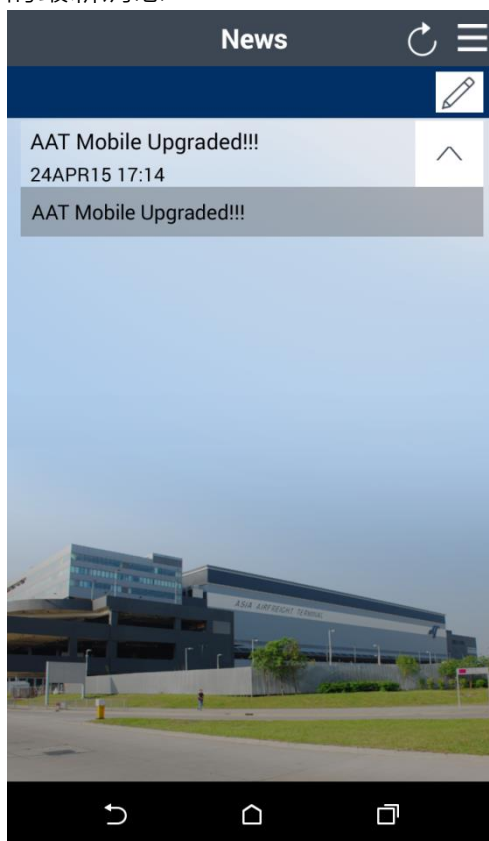 News
AAT Mobile Upgraded!!!
24APR15 17:14
AAT Mobile Upgraded!!!
ASIA AIRFREIGHT TERMINAL